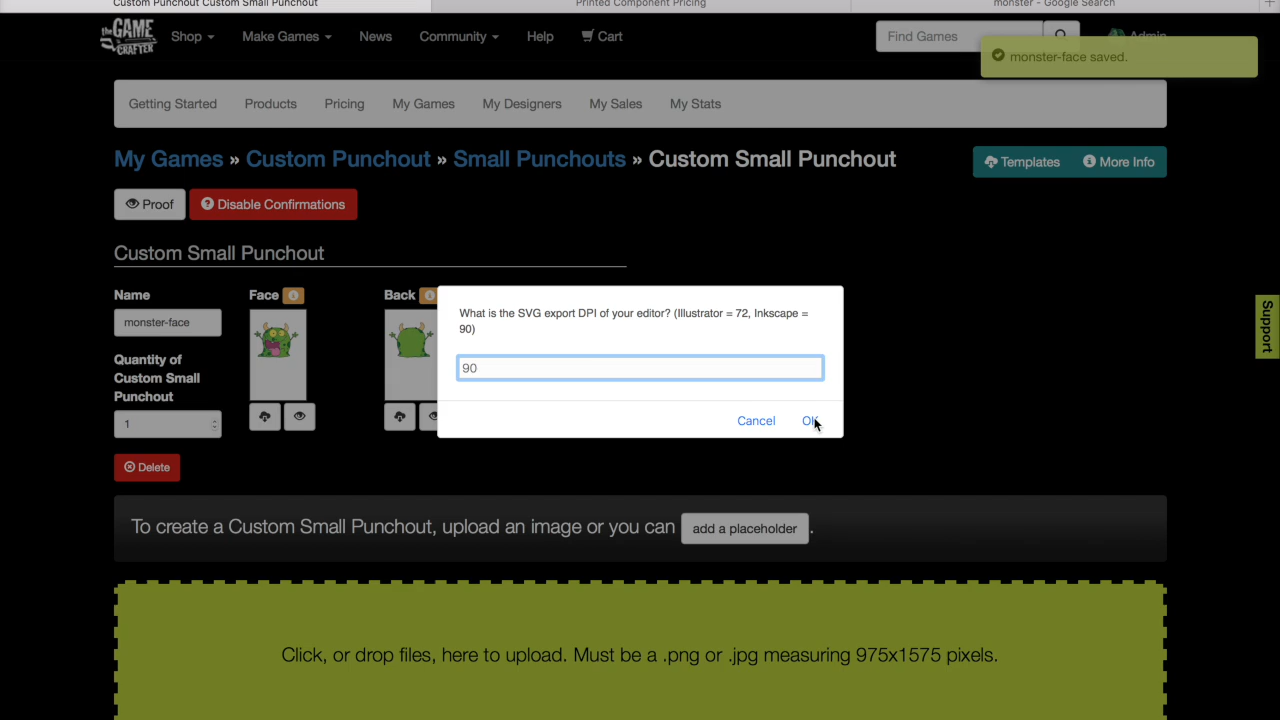 Custom Punchout Custom Small Punchout
Printed Component Pricing
monster - Google Search
the GAME CRAFTER
Shop
Make Games
News
Community
Help
Cart
Find Games
Admin
monster-face saved.
Getting Started
Products
Pricing
My Games
My Designers
My Sales
My Stats
My Games » Custom Punchout » Small Punchouts » Custom Small Punchout
Templates
More Info
Proof
Disable Confirmations
Custom Small Punchout
Name
Face
Back
monster-face
Quantity of
Custom Small
Punchout
1
Delete
What is the SVG export DPI of your editor? (Illustrator = 72, Inkscape =
90)
90
Cancel
OK
Support
To create a Custom Small Punchout, upload an image or you can add a placeholder .
Click, or drop files, here to upload. Must be a .png or .jpg measuring 975x1575 pixels.